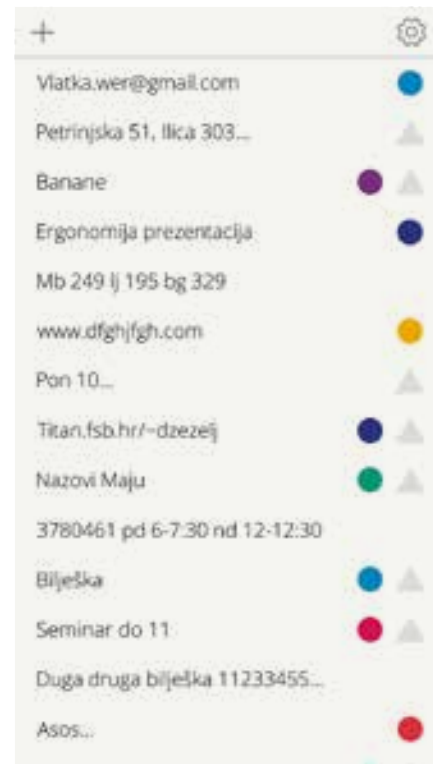 Vlatka.wer@gmail.com
Petrinjska 51, Ilica 303...
Banane
Ergonomija prezentacija
Mb 249 lj 195 bg 329
www.dfghjfgh.com
Pon 10...
Titan.fsb.hr/~dzezelj
Nazovi Maju
3780461 pd 6-7:30 nd 12-12:30
Bilješka
Seminar do 11
Duga druga bilješka 11233455...
Asos...